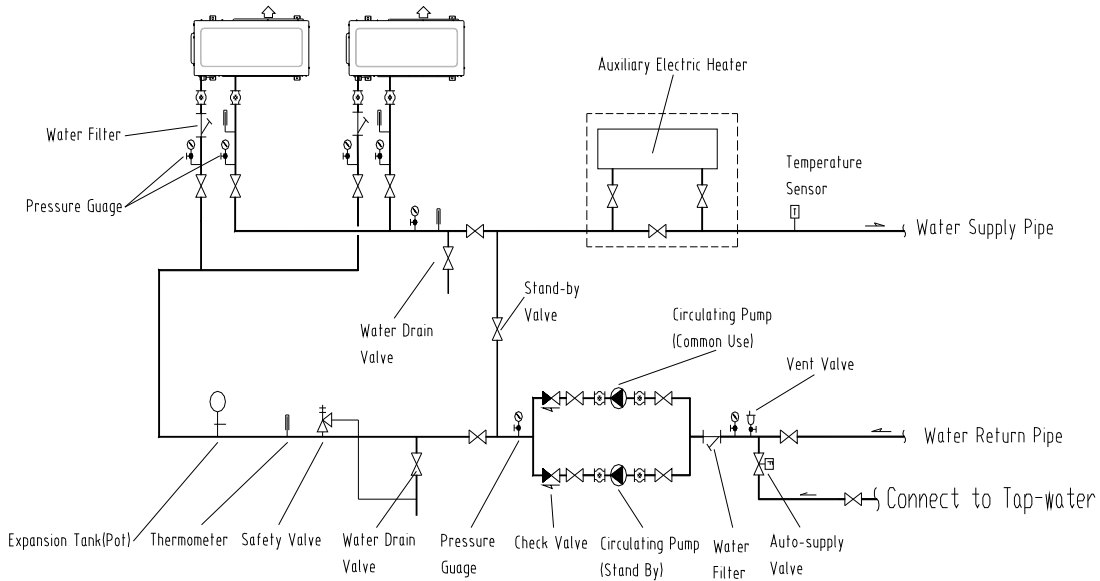 Auxiliary Electric Heater
Water Filter
Temperature
Sensor
Pressure Guage
Water Supply Pipe
Stand-by
Valve
Water Drain
Valve
Circulating Pump
(Common Use)
Vent Valve
Water Return Pipe
Connect to Tap-water
Expansion Tank(Pot)
Thermometer
Safety Valve
Water Drain
Valve
Pressure
Guage
Check Valve
Circulating Pump
(Stand By)
Water
Filter
Auto-supply
Valve